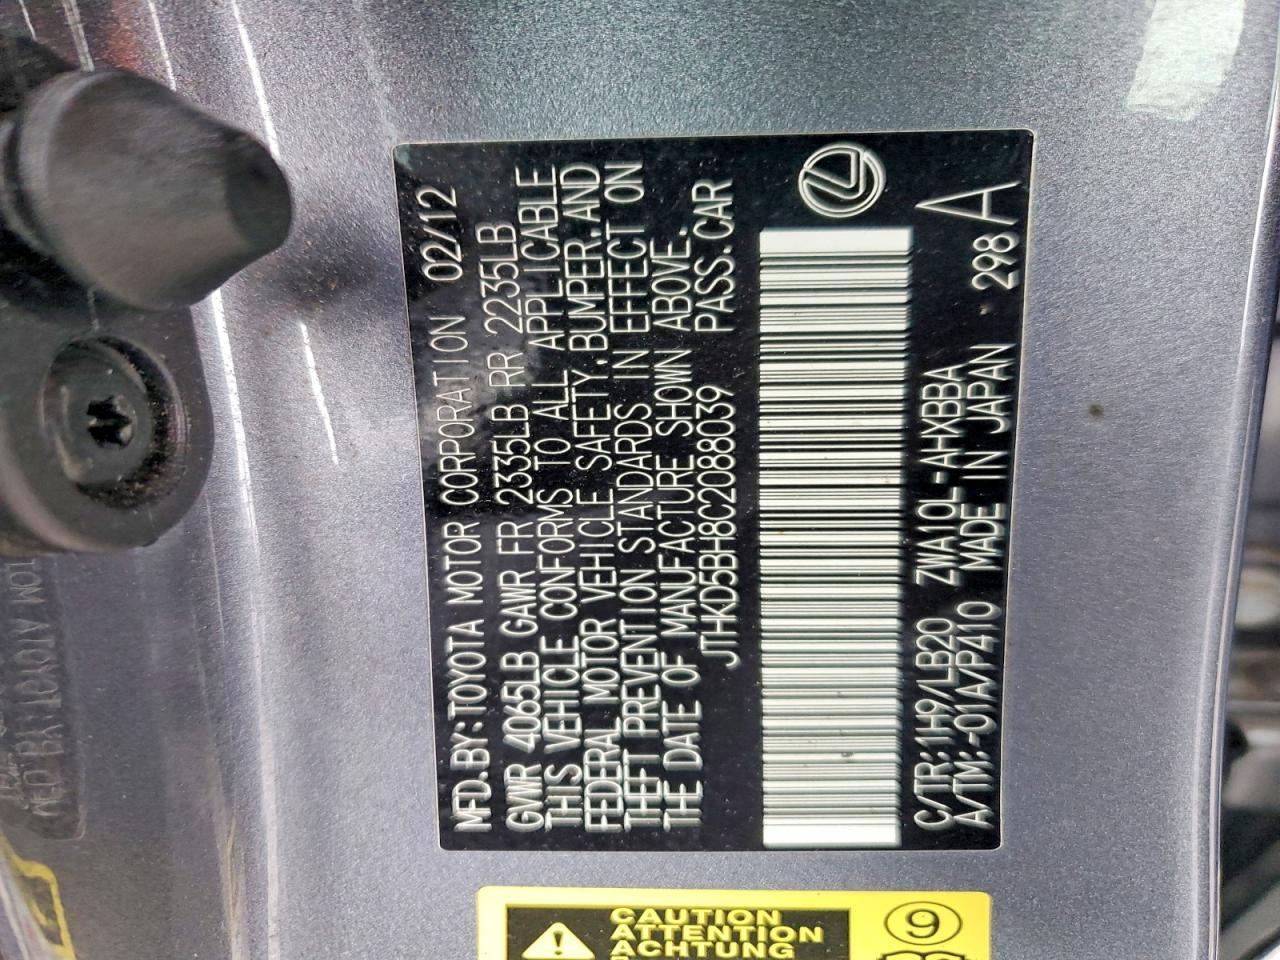 MFD.BY:TOYOTA MOTOR CORPORATION 02/12
GVWR 4065LB GAWR FR 2335LB RR 2235LB
THIS VEHICLE CONFORMS TO ALL APPLICABLE
FEDERAL MOTOR VEHICLE SAFETY,BUMPER,AND
THEFT PREVENTION STANDARDS IN EFFECT ON
THE DATE OF MANUFACTURE SHOWN ABOVE.
JTHKD5BH8C2088039 PASS.CAR
C/TR:1H9/LB20 ZWA10L-AHXBBA
A/TM:-01A/P410 MADE IN JAPAN 298 A
CAUTION
ATTENTION
ACHTUNG
9